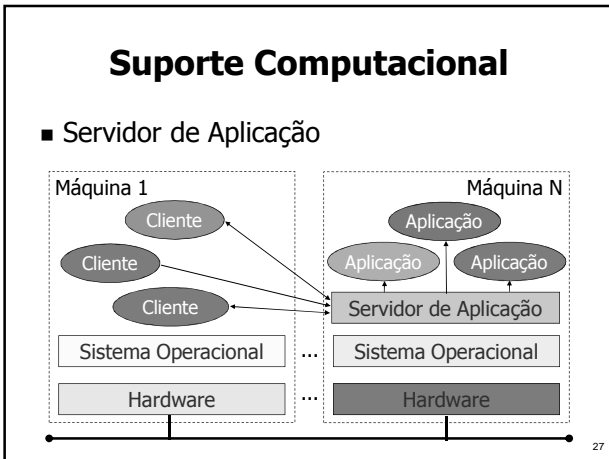 Suporte Computacional
■ Servidor de Aplicação
Máquina 1
Cliente
Cliente
Cliente
Sistema Operacional
Hardware
...
...
Máquina N
Aplicação
Aplicação
Aplicação
Servidor de Aplicação
Sistema Operacional
Hardware
27